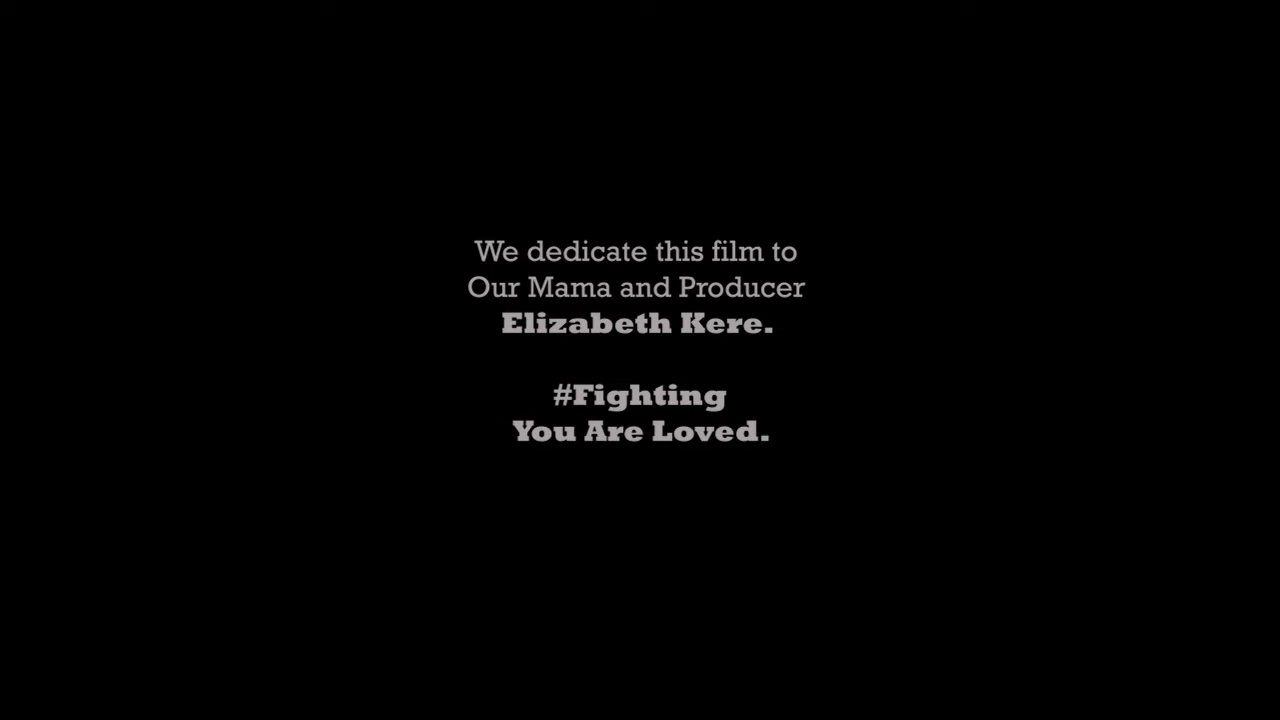 We dedicate this film to
Our Mama and Producer
Elizabeth Kere.
#Fighting
You Are Loved.